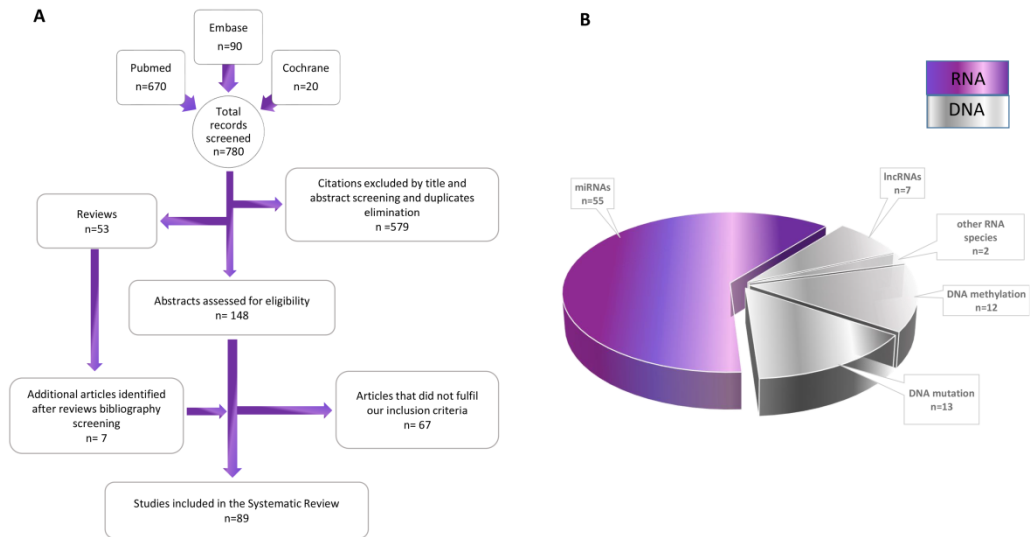 A
Embase
n=90
Pubmed
n=670
Cochrane
n=20
Total
records
screened
n=780
Citations excluded by title and
abstract screening and duplicates
elimination
n =579
Reviews
n=53
Abstracts assessed for eligibility
n= 148
Additional articles identified
after reviews bibliography
screening
n= 7
Articles that did not fulfil
our inclusion criteria
n= 67
Studies included in the Systematic Review
n=89
B
RNA
DNA
miRNAs
n=55
lncRNAs
n=7
other RNA
species
n=2
DNA methylation
n=12
DNA mutation
n=13